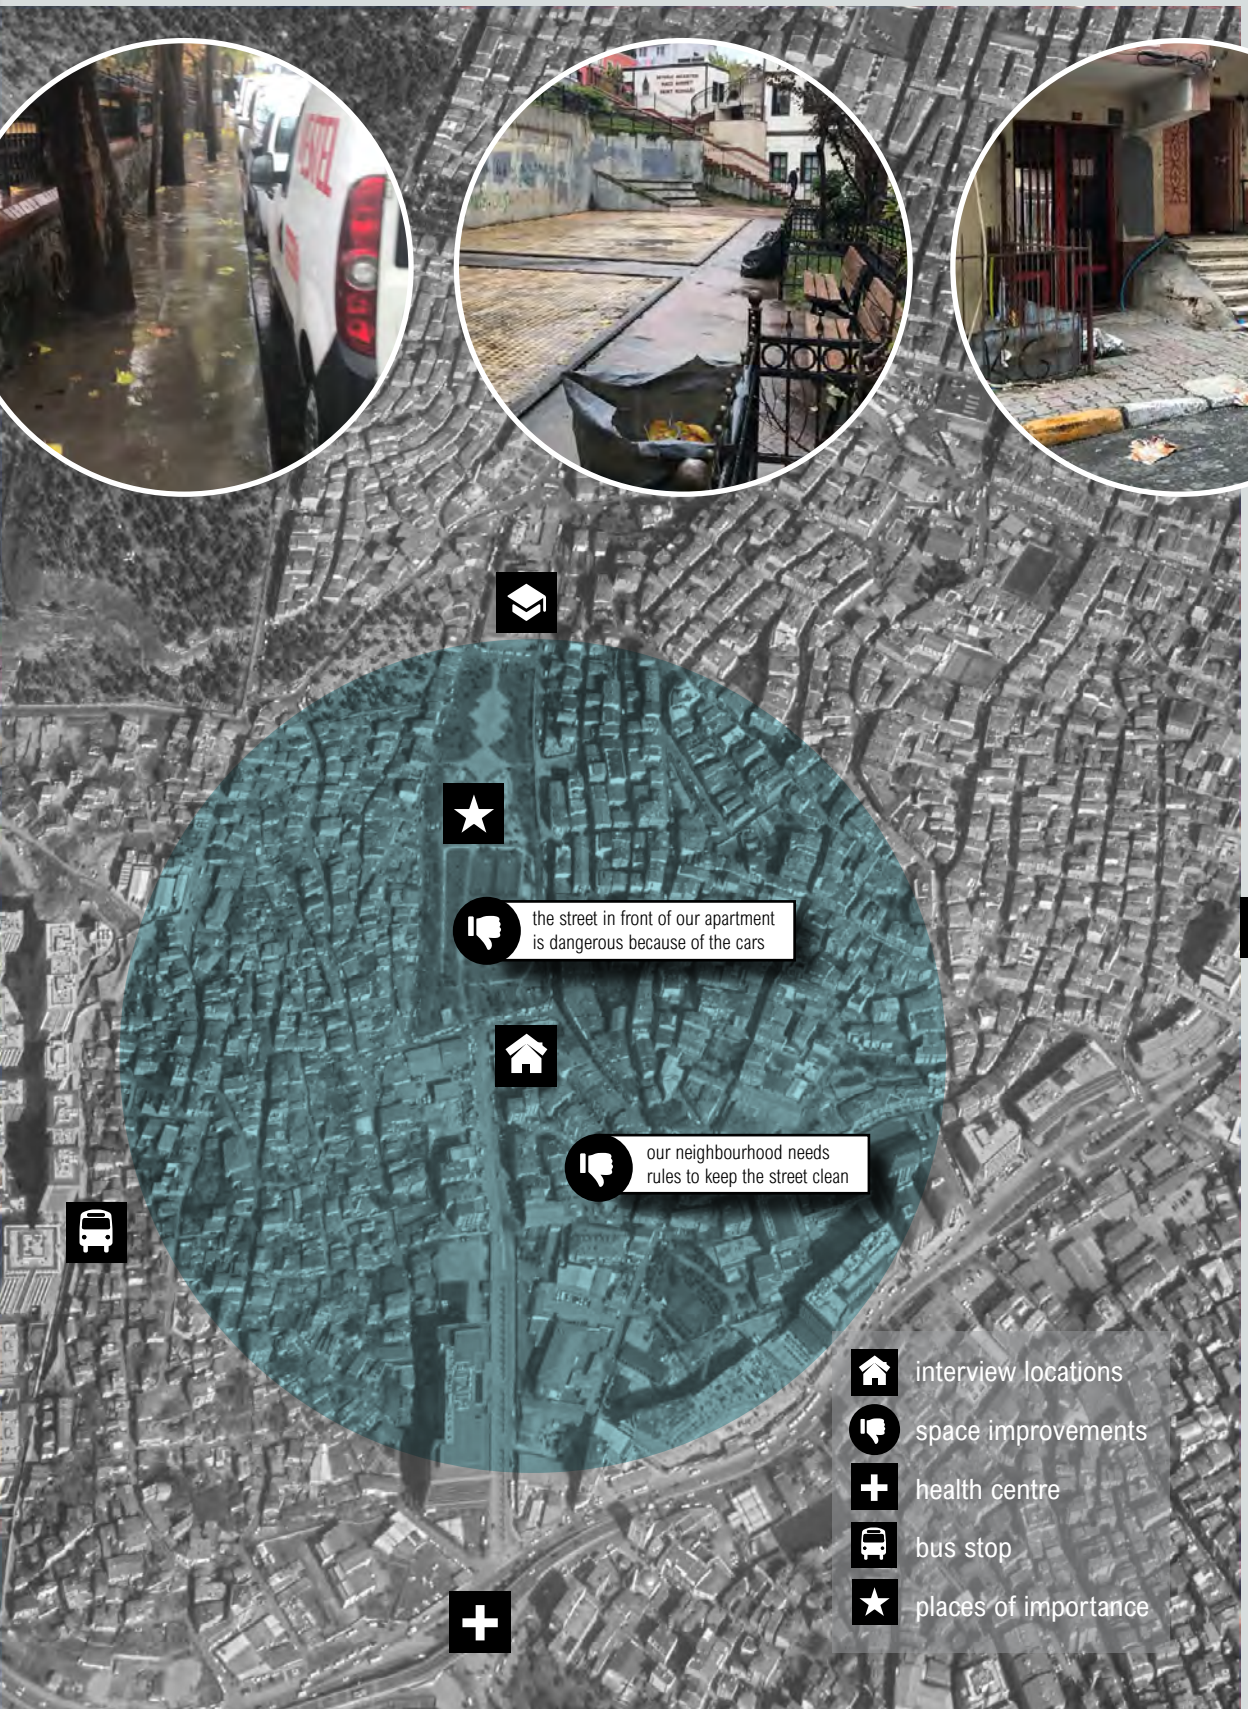 the street in front of our apartment
is dangerous because of the cars
our neighbourhood needs
rules to keep the street clean
interview locations
space improvements
health centre
bus stop
places of importance